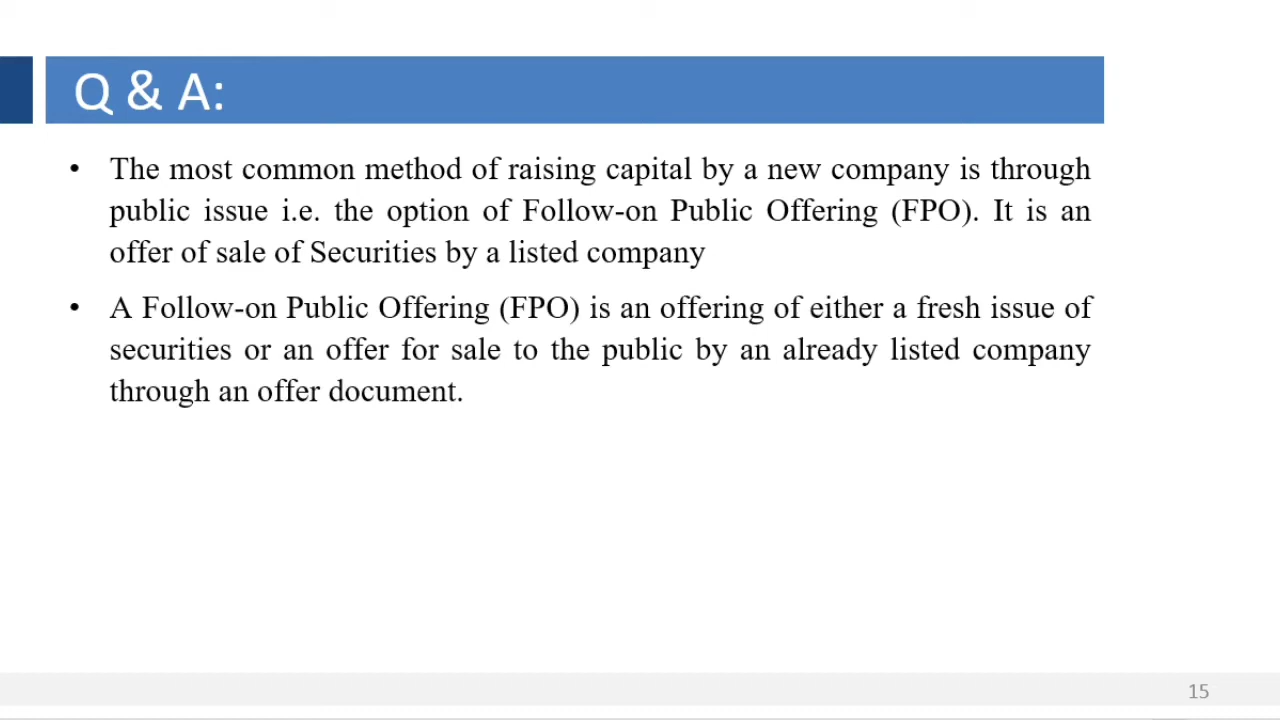 Q & A:
• The most common method of raising capital by a new company is through
public issue i.e. the option of Follow-on Public Offering (FPO). It is an
offer of sale of Securities by a listed company
• A Follow-on Public Offering (FPO) is an offering of either a fresh issue of
securities or an offer for sale to the public by an already listed company
through an offer document.
15